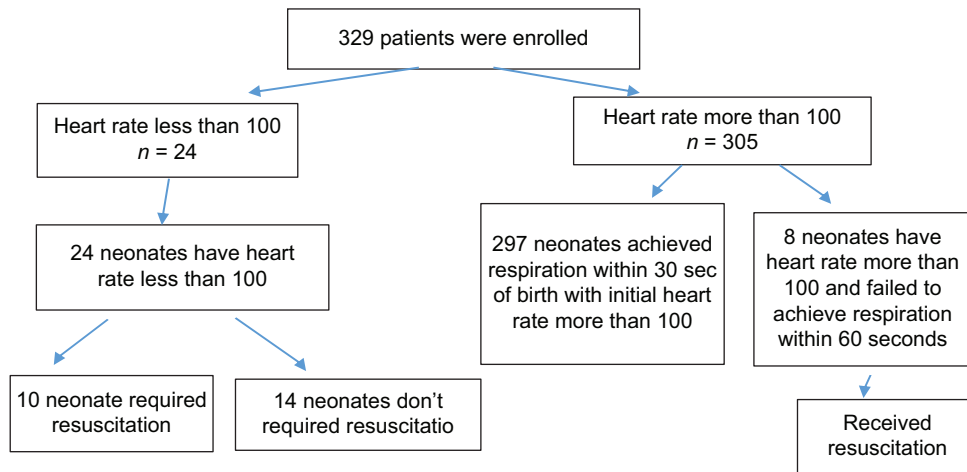 329 patients were enrolled
Heart rate less than 100
n = 24
Heart rate more than 100
n = 305
24 neonates have heart
rate less than 100
297 neonates achieved
respiration within 30 sec
of birth with initial heart
rate more than 100
8 neonates have
heart rate more than
100 and failed to
achieve respiration
within 60 seconds
10 neonate required
resuscitation
14 neonates don’t
required resuscitatio
Received
resuscitation